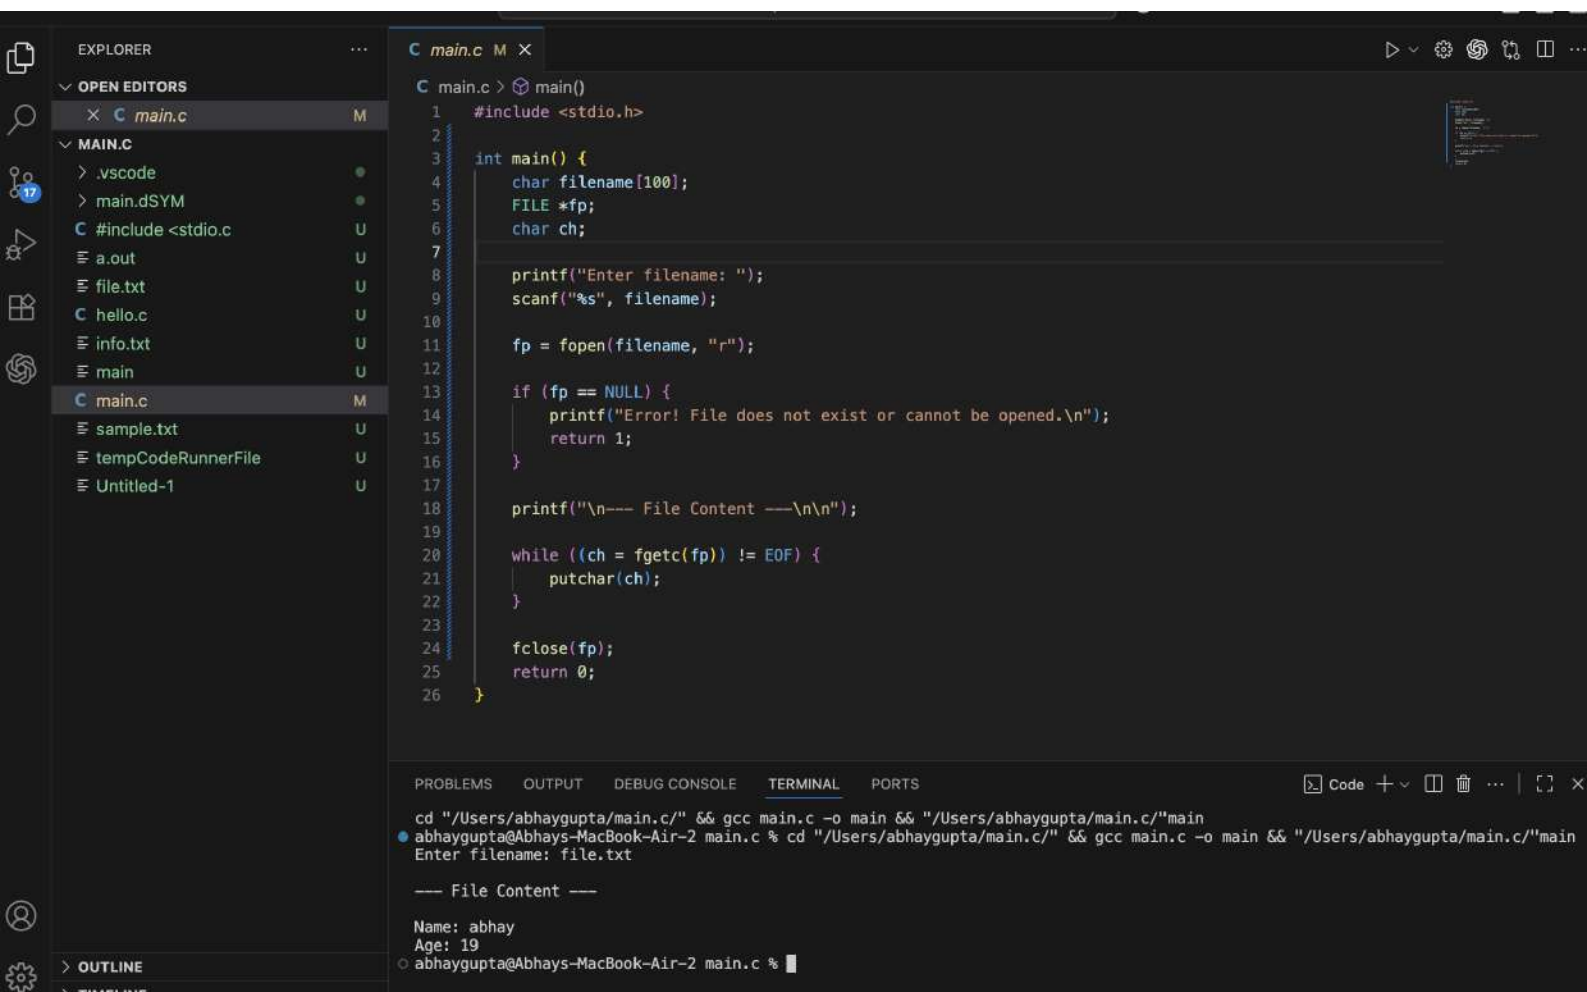 EXPLORER
OPEN EDITORS
C main.c M
MAIN.C
.vscode
main.dSYM
C #include <stdio.c U
a.out U
file.txt U
C hello.c U
info.txt U
main U
C main.c M
sample.txt U
tempCodeRunnerFile U
Untitled-1 U
OUTLINE
17
C main.c M
C main.c > main()
1 #include <stdio.h>
2
3 int main() {
4 char filename[100];
5 FILE *fp;
6 char ch;
7
8 printf("Enter filename: ");
9 scanf("%s", filename);
10
11 fp = fopen(filename, "r");
12
13 if (fp == NULL) {
14 printf("Error! File does not exist or cannot be opened.\n");
15 return 1;
16 }
17
18 printf("\n--- File Content ---\n\n");
19
20 while ((ch = fgetc(fp)) != EOF) {
21 putchar(ch);
22 }
23
24 fclose(fp);
25 return 0;
26 }
PROBLEMS OUTPUT DEBUG CONSOLE TERMINAL PORTS Code
cd "/Users/abhaygupta/main.c/" && gcc main.c -o main && "/Users/abhaygupta/main.c/"main
abhaygupta@Abhays-MacBook-Air-2 main.c % cd "/Users/abhaygupta/main.c/" && gcc main.c -o main && "/Users/abhaygupta/main.c/"main
Enter filename: file.txt
--- File Content ---
Name: abhay
Age: 19
abhaygupta@Abhays-MacBook-Air-2 main.c %